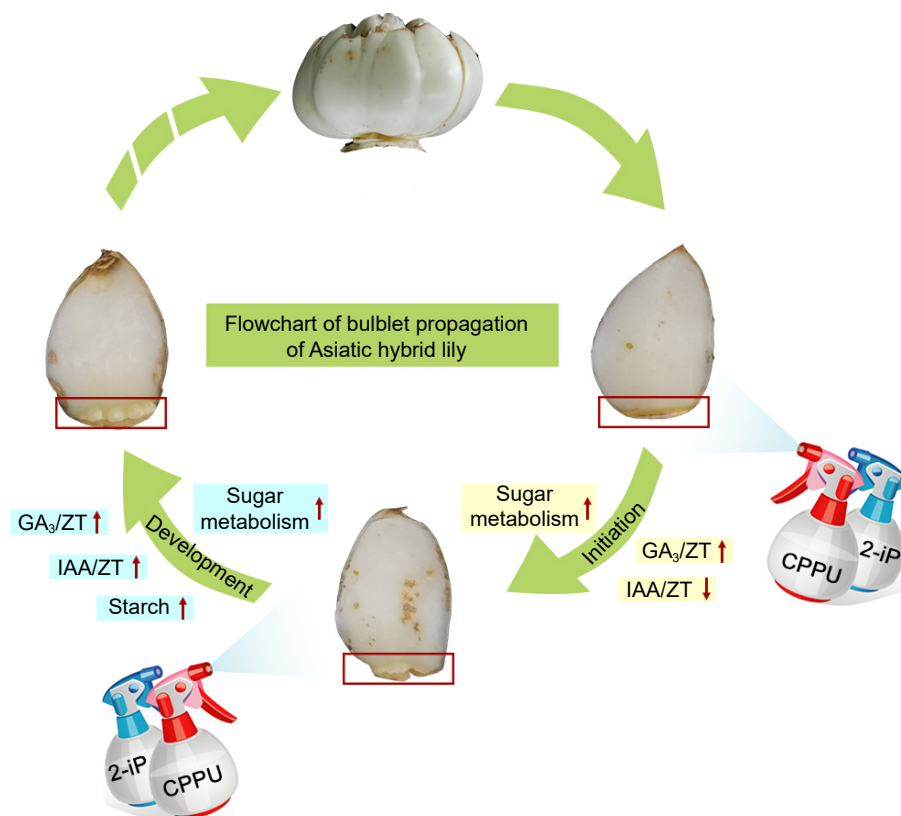 Flowchart of bulblet propagation
of Asiatic hybrid lily
Sugar
metabolism ↑
Initiation
GA₃/ZT ↑
IAA/ZT ↓
CPPU
2-iP
Sugar
metabolism ↑
Development
GA₃/ZT ↑
IAA/ZT ↑
Starch ↑
2-iP
CPPU